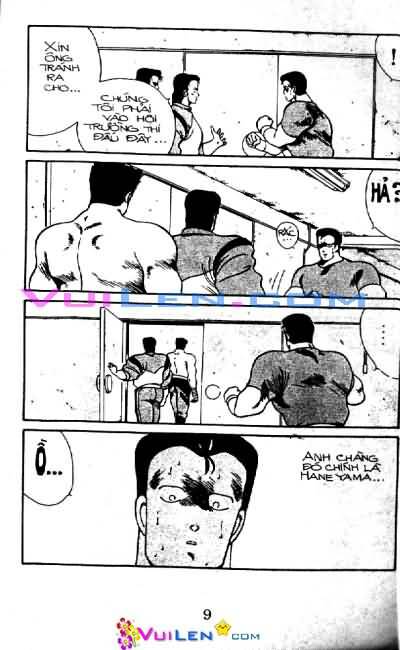 XIN
ÔNG
TRÁNH
RA
CHO...
CHÚNG
TÔI PHẢI
VÀO HỘI
TRƯỜNG THI
ĐẤU ĐÂY...
!
HẢ?
RẮC
...
VUILEN.COM
.....
Ồ...
ANH CHÀNG
ĐÓ CHÍNH LÀ
HANEYAMA...
9
VUILEN.COM